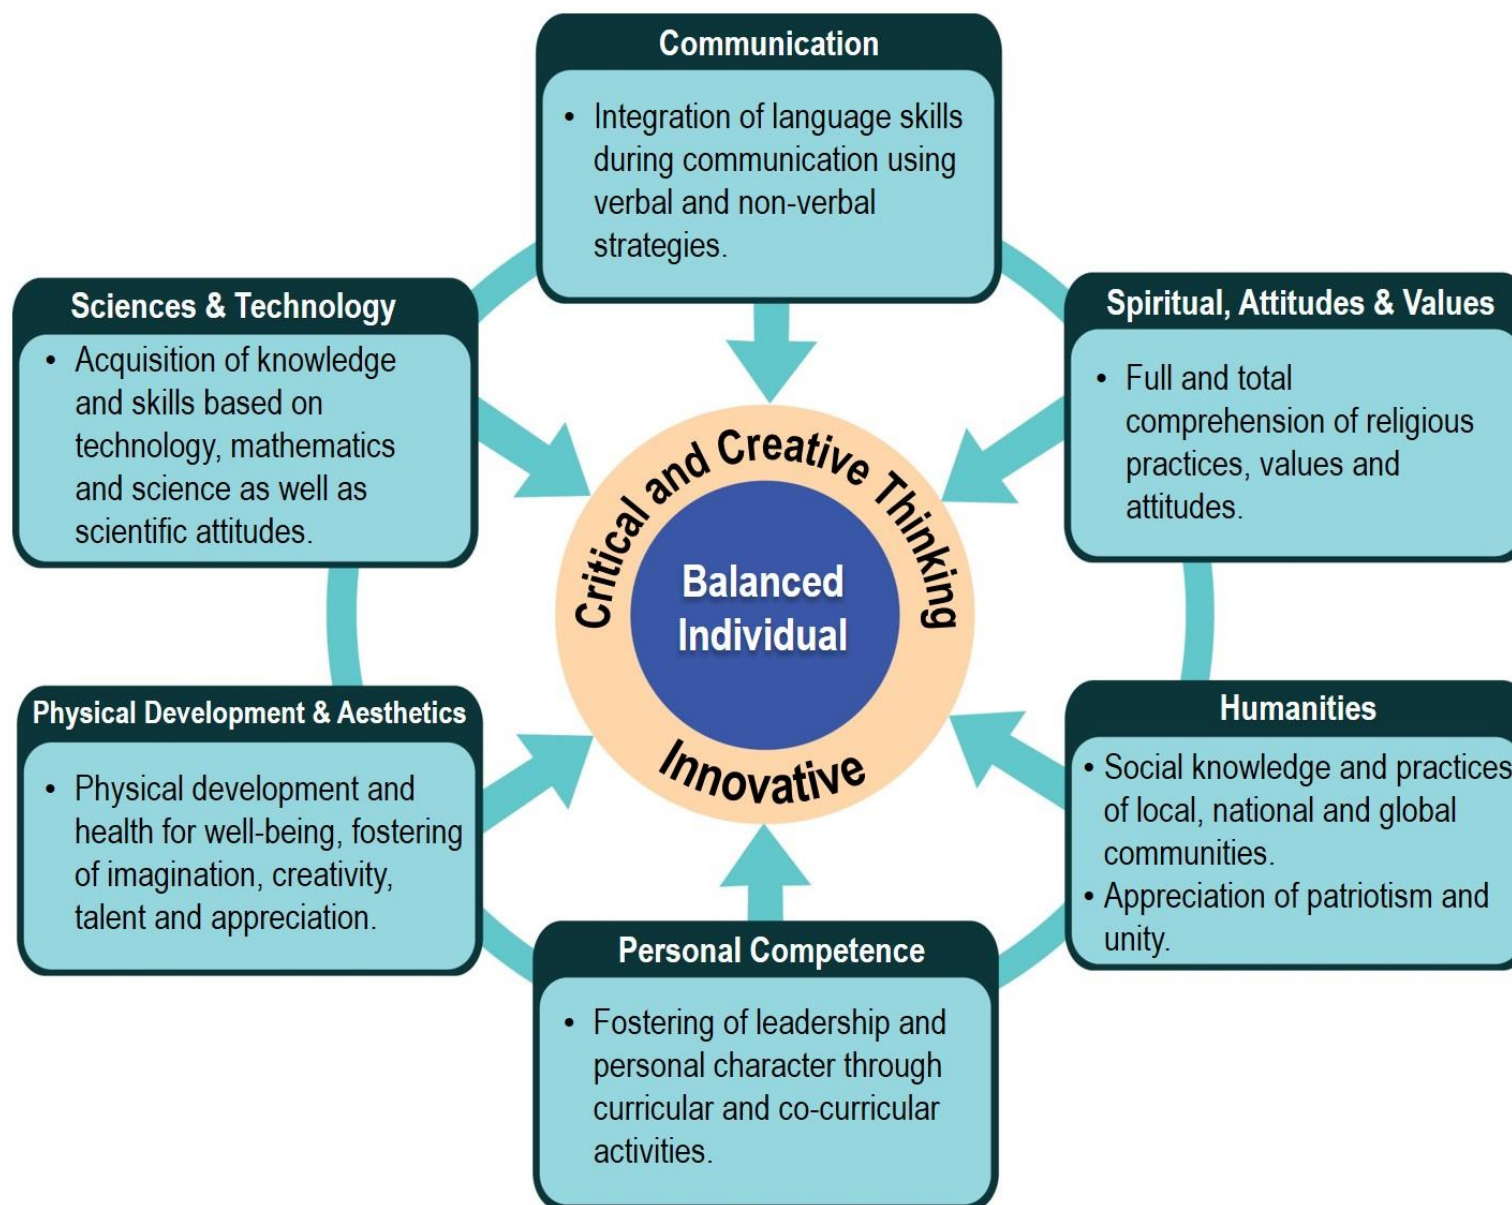 Communication
• Integration of language skills
during communication using
verbal and non-verbal
strategies.
Sciences & Technology
• Acquisition of knowledge
and skills based on
technology, mathematics
and science as well as
scientific attitudes.
Spiritual, Attitudes & Values
• Full and total
comprehension of religious
practices, values and
attitudes.
Critical and Creative Thinking
Balanced
Individual
Innovative
Physical Development & Aesthetics
• Physical development and
health for well-being, fostering
of imagination, creativity,
talent and appreciation.
Humanities
• Social knowledge and practices
of local, national and global
communities.
• Appreciation of patriotism and
unity.
Personal Competence
• Fostering of leadership and
personal character through
curricular and co-curricular
activities.